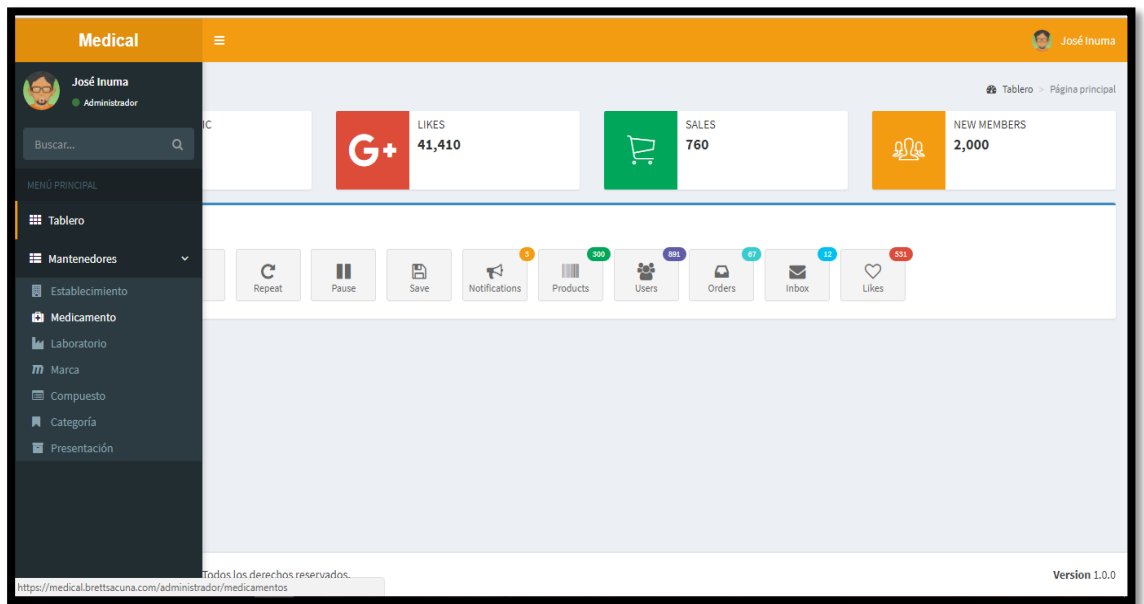 Medical
José Inuma
José Inuma
Administrador
Buscar...
MENÚ PRINCIPAL
Tablero
Mantenedores
Establecimiento
Medicamento
Laboratorio
Marca
Compuesto
Categoría
Presentación
Tablero > Página principal
IC
LIKES
41,410
SALES
760
NEW MEMBERS
2,000
G+
Repeat
Pause
Save
3
Notifications
300
Products
891
Users
67
Orders
12
Inbox
531
Likes
Todos los derechos reservados.
Version 1.0.0
https://medical.brettsacuna.com/administrador/medicamentos